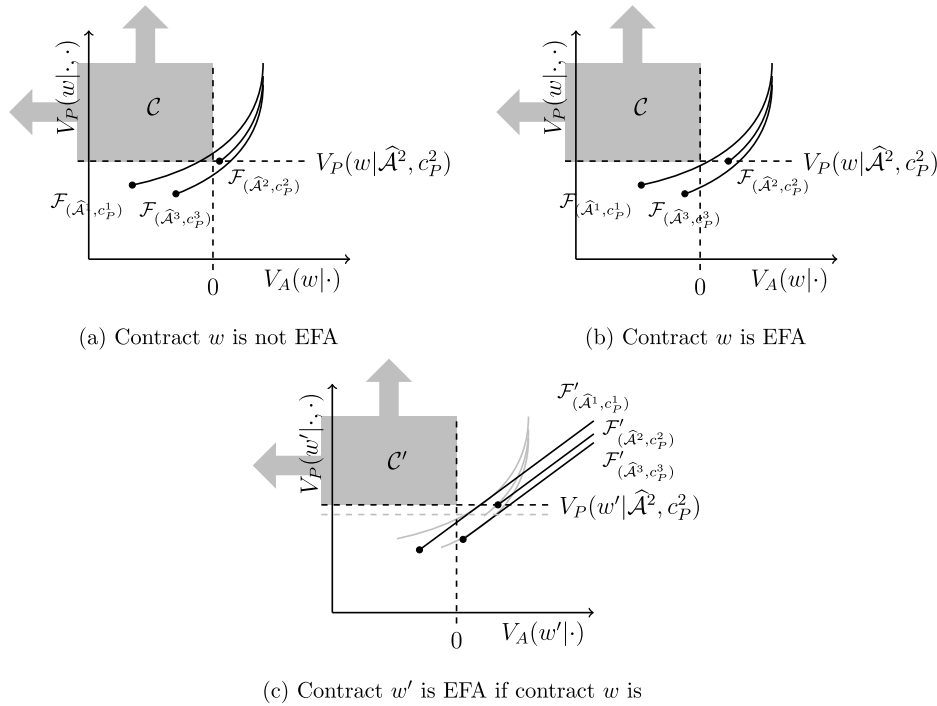 V_P(w|·,·)
𝒞
V_P(w|𝒜̂², c_P²)
ℱ_(𝒜̂²,c_P²)
ℱ_(𝒜̂¹,c_P¹)
ℱ_(𝒜̂³,c_P³)
V_A(w|·)
0
(a) Contract w is not EFA
V_P(w|·,·)
𝒞
V_P(w|𝒜̂², c_P²)
ℱ_(𝒜̂²,c_P²)
ℱ_(𝒜̂¹,c_P¹)
ℱ_(𝒜̂³,c_P³)
V_A(w|·)
0
(b) Contract w is EFA
ℱ′_(𝒜̂¹,c_P¹)
V_P(w′|·,·)
ℱ′_(𝒜̂²,c_P²)
𝒞′
ℱ′_(𝒜̂³,c_P³)
V_P(w′|𝒜̂², c_P²)
V_A(w′|·)
0
(c) Contract w′ is EFA if contract w is